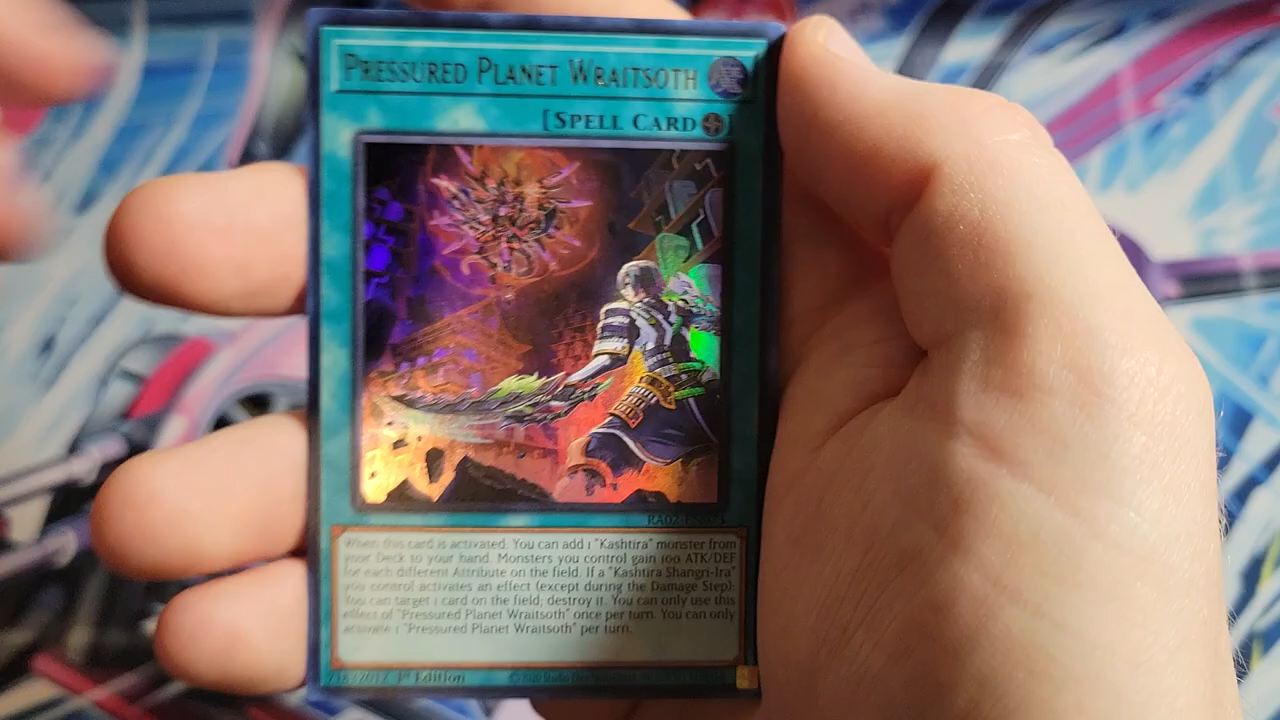 PRESSURED PLANET WRAITSOTH
[SPELL CARD]
When this card is activated: You can add 1 "Kashtira" monster from
your Deck to your hand. Monsters you control gain 100 ATK/DEF
for each different Attribute on the field. If a "Kashtira Shangri-Ira"
you control activates an effect (except during the Damage Step):
You can target 1 card on the field; destroy it. You can only use this
effect of "Pressured Planet Wraitsoth" once per turn. You can only
activate 1 "Pressured Planet Wraitsoth" per turn.
1st Edition
©2020 Studio